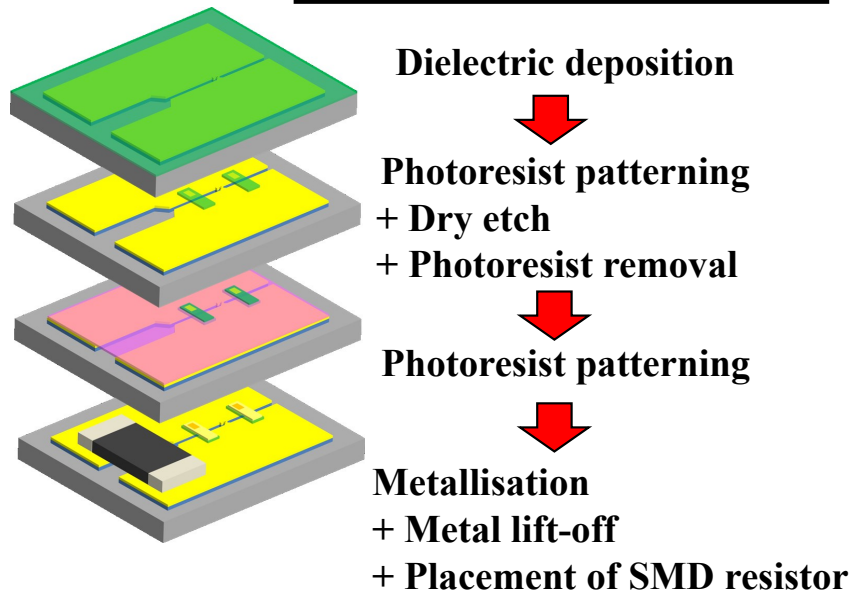 Dielectric deposition
Photoresist patterning
+ Dry etch
+ Photoresist removal
Photoresist patterning
Metallisation
+ Metal lift-off
+ Placement of SMD resistor